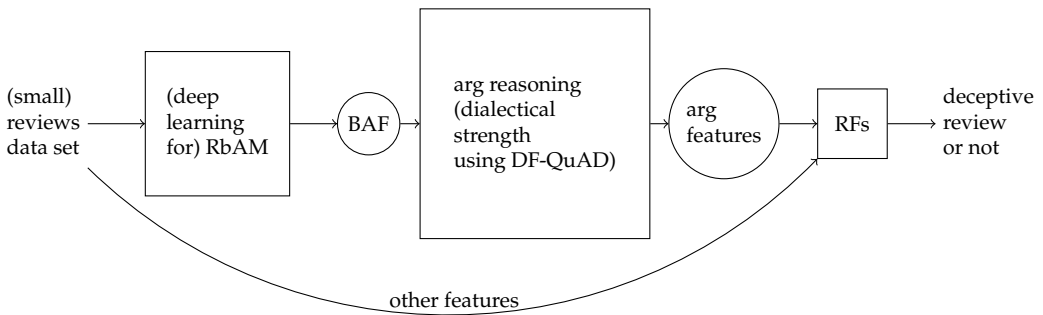 (small)
reviews
data set
(deep
learning
for) RbAM
BAF
arg reasoning
(dialectical
strength
using DF-QuAD)
arg
features
RFs
deceptive
review
or not
other features